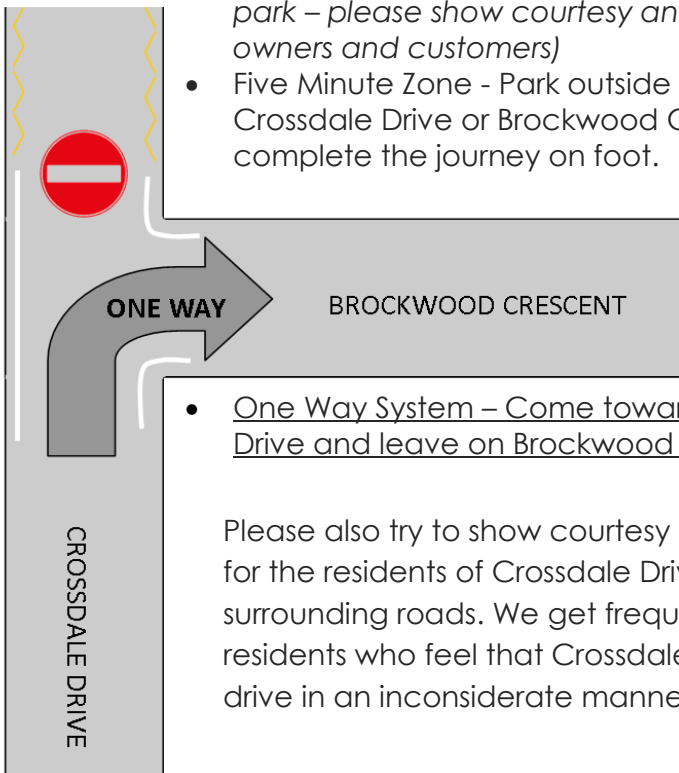 park – please show courtesy an
owners and customers)
• Five Minute Zone - Park outside
Crossdale Drive or Brockwood C
complete the journey on foot.
ONE WAY
BROCKWOOD CRESCENT
• One Way System – Come towar
Drive and leave on Brockwood
CROSSDALE DRIVE
Please also try to show courtesy
for the residents of Crossdale Driv
surrounding roads. We get frequ
residents who feel that Crossdale
drive in an inconsiderate manne